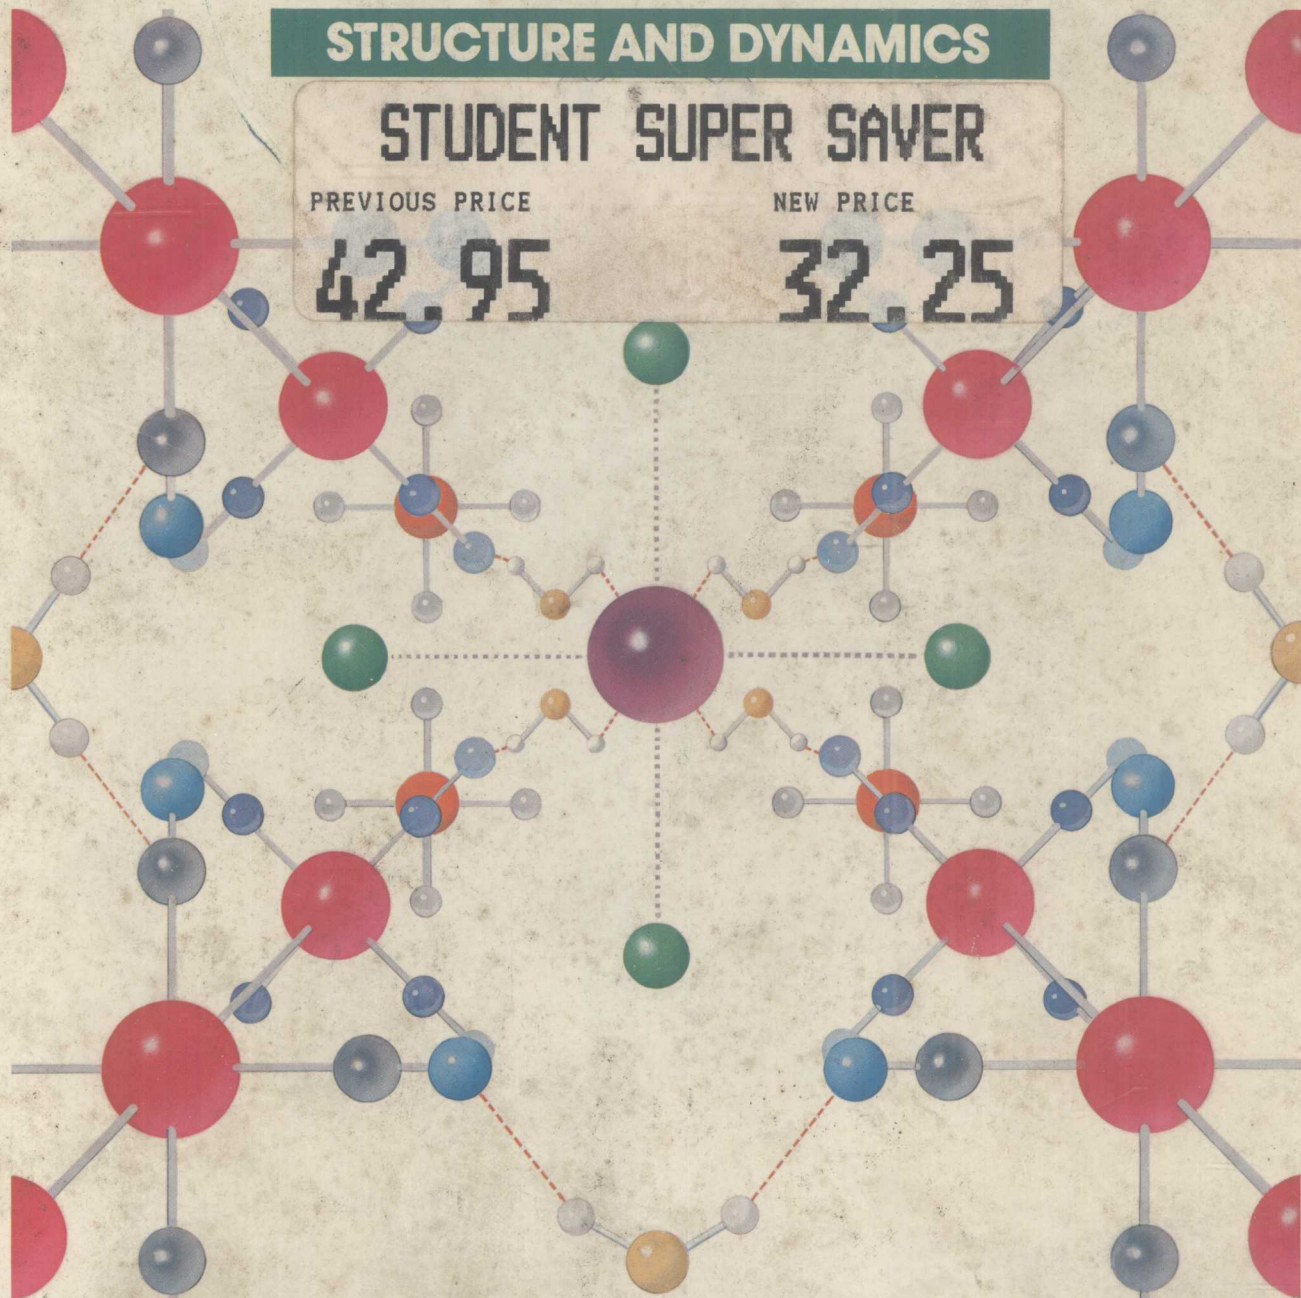 STRUCTURE AND DYNAMICS
STUDENT SUPER SAVER
PREVIOUS PRICE NEW PRICE
42.95 32.25